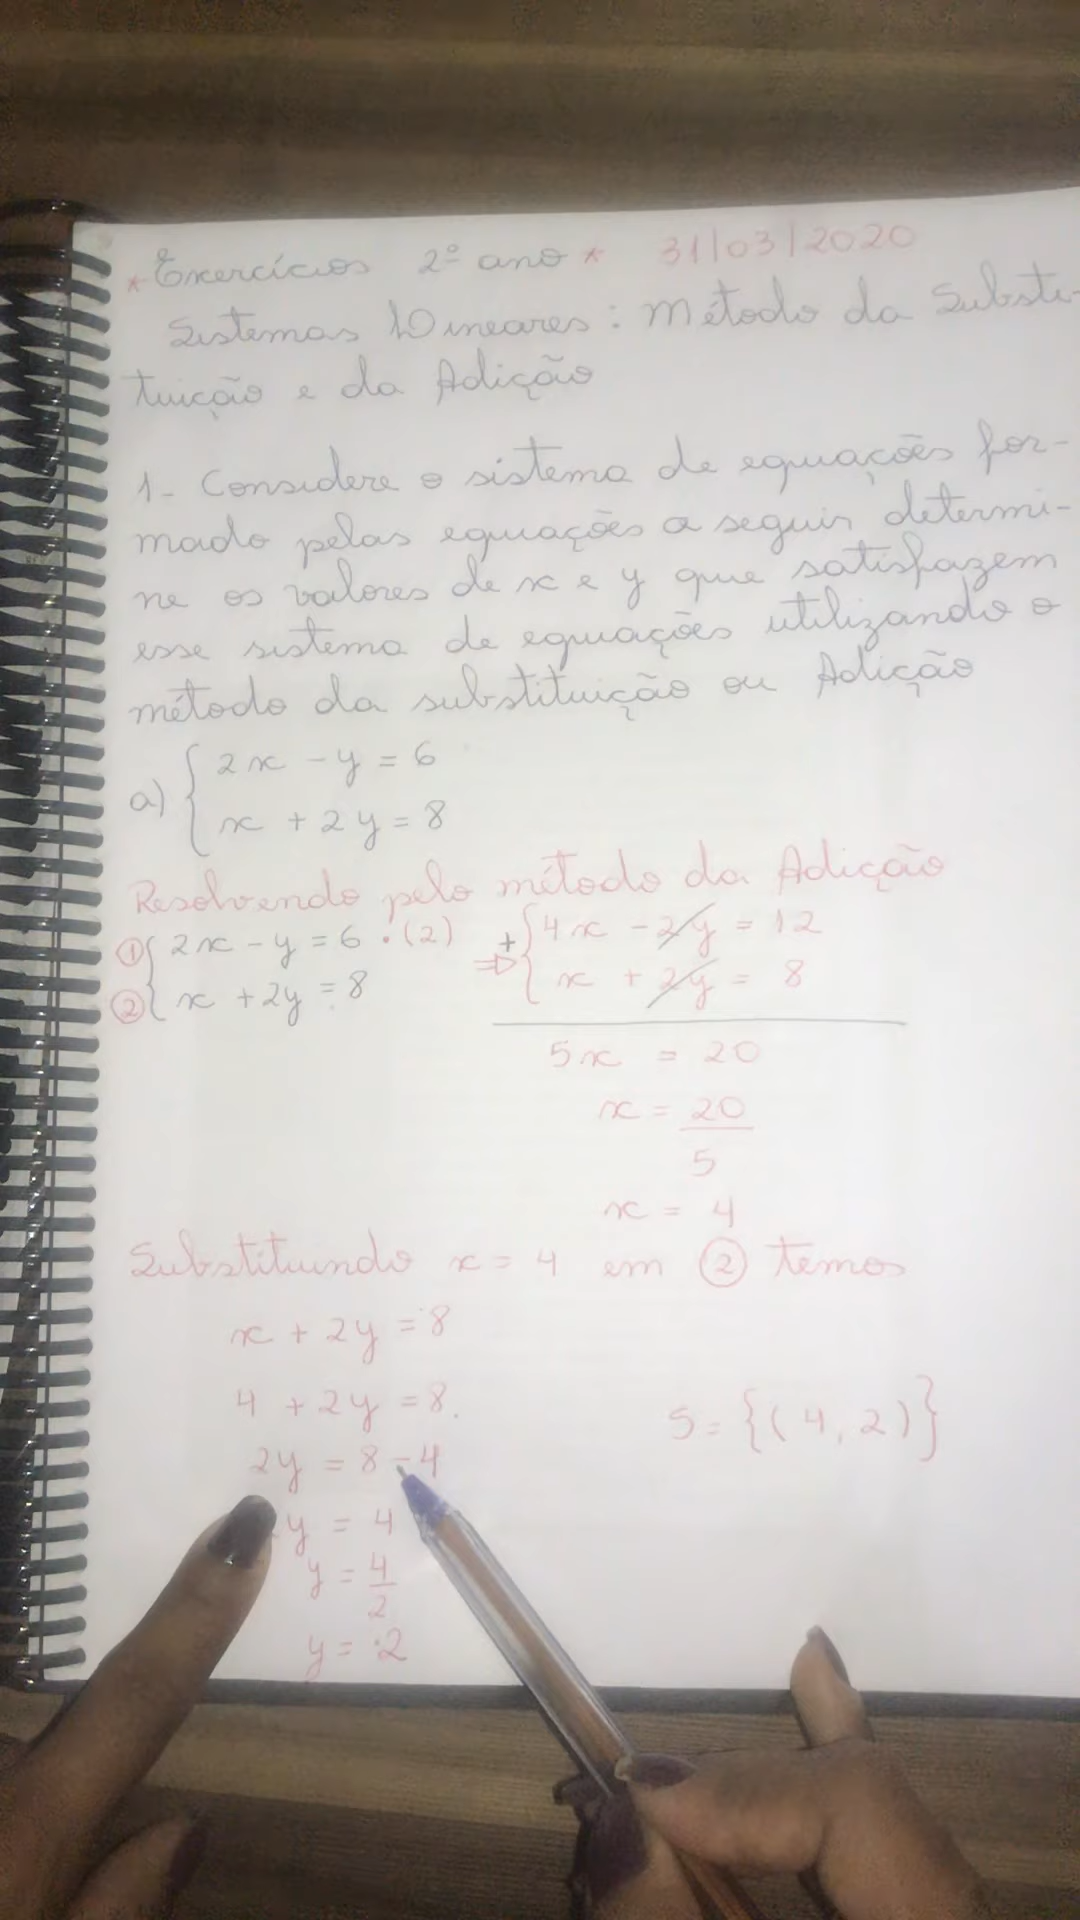 * Exercícios 2º ano * 31/03/2020
Sistemas Lineares: Método da Substi-
tuição e da Adição
1- Considere o sistema de equações for-
mado pelas equações a seguir determi-
ne os valores de x e y que satisfazem
esse sistema de equações utilizando o
método da substituição ou Adição
a) { 2x - y = 6
x + 2y = 8
Resolvendo pelo método da Adição
① { 2x - y = 6 . (2) + ⇒ { 4x - 2y = 12
② { x + 2y = 8 x + 2y = 8
5x = 20
x = 20
5
x = 4
Substituindo x = 4 em ② temos
x + 2y = 8
4 + 2y = 8. S = {(4, 2)}
2y = 8 - 4
y = 4
y = 4
2
y = 2